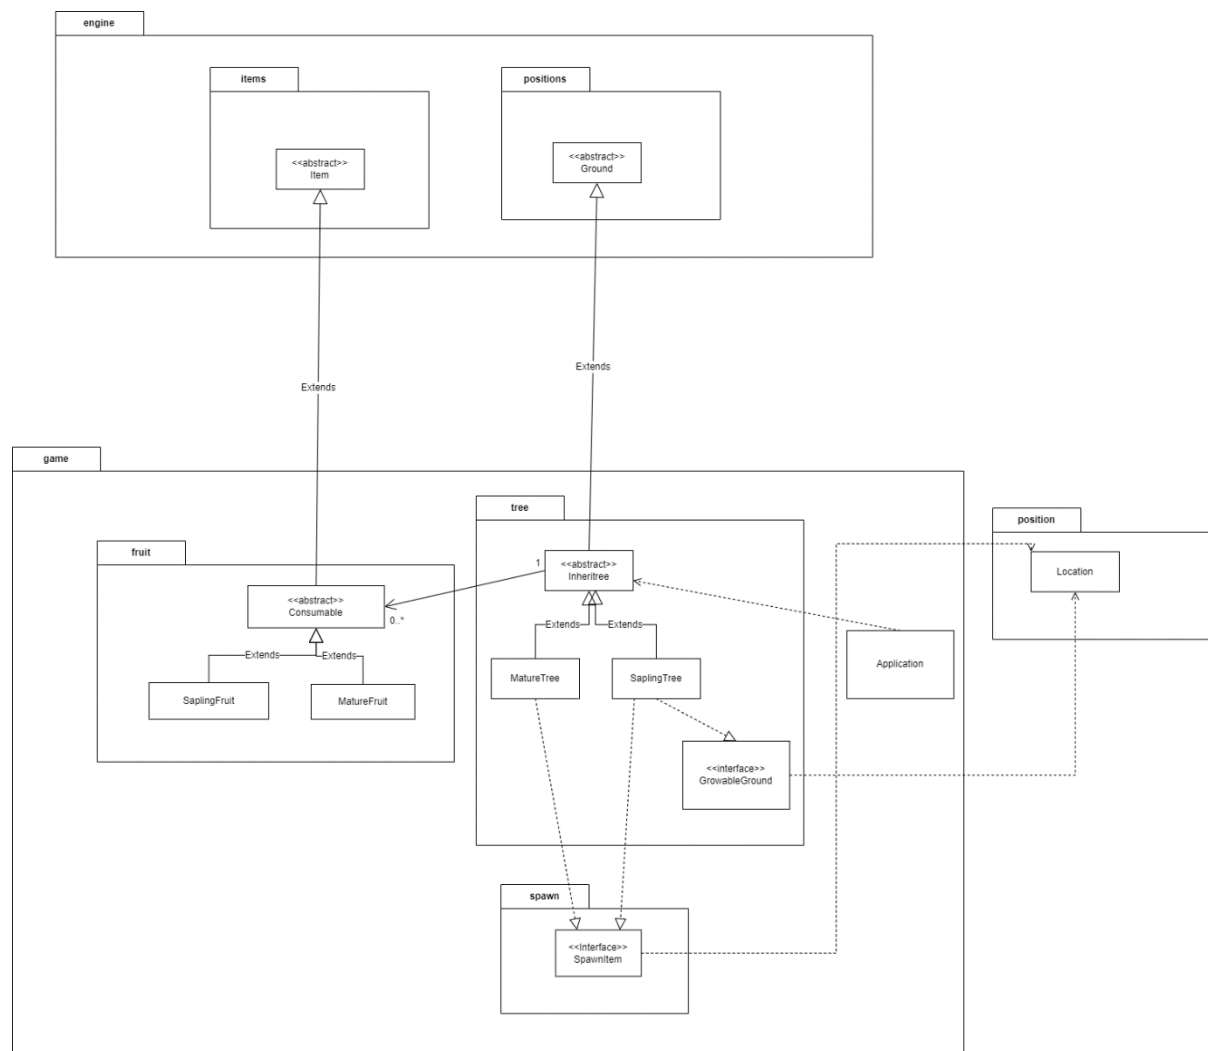 engine
items
positions
<<abstract>>
Item
<<abstract>>
Ground
Extends
Extends
game
tree
position
fruit
<<abstract>>
Inheritree
1
Location
<<abstract>>
Consumable
0..*
Extends
Extends
Extends
Extends
Application
MatureTree
SaplingTree
SaplingFruit
MatureFruit
<<interface>>
GrowableGround
spawn
<<Interface>>
SpawnItem